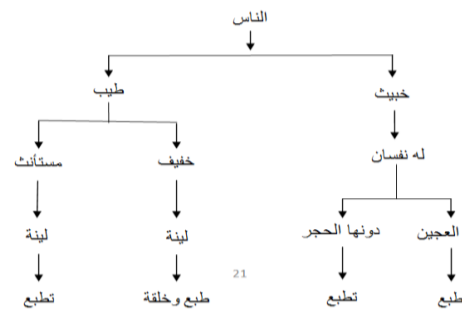 الناس
خبيث
طيب
له نفسان
خفيف
مستأنث
العجين
دونها الحجر
لينة
لينة
طبع
تطبع
طبع وخلقة
تطبع
21